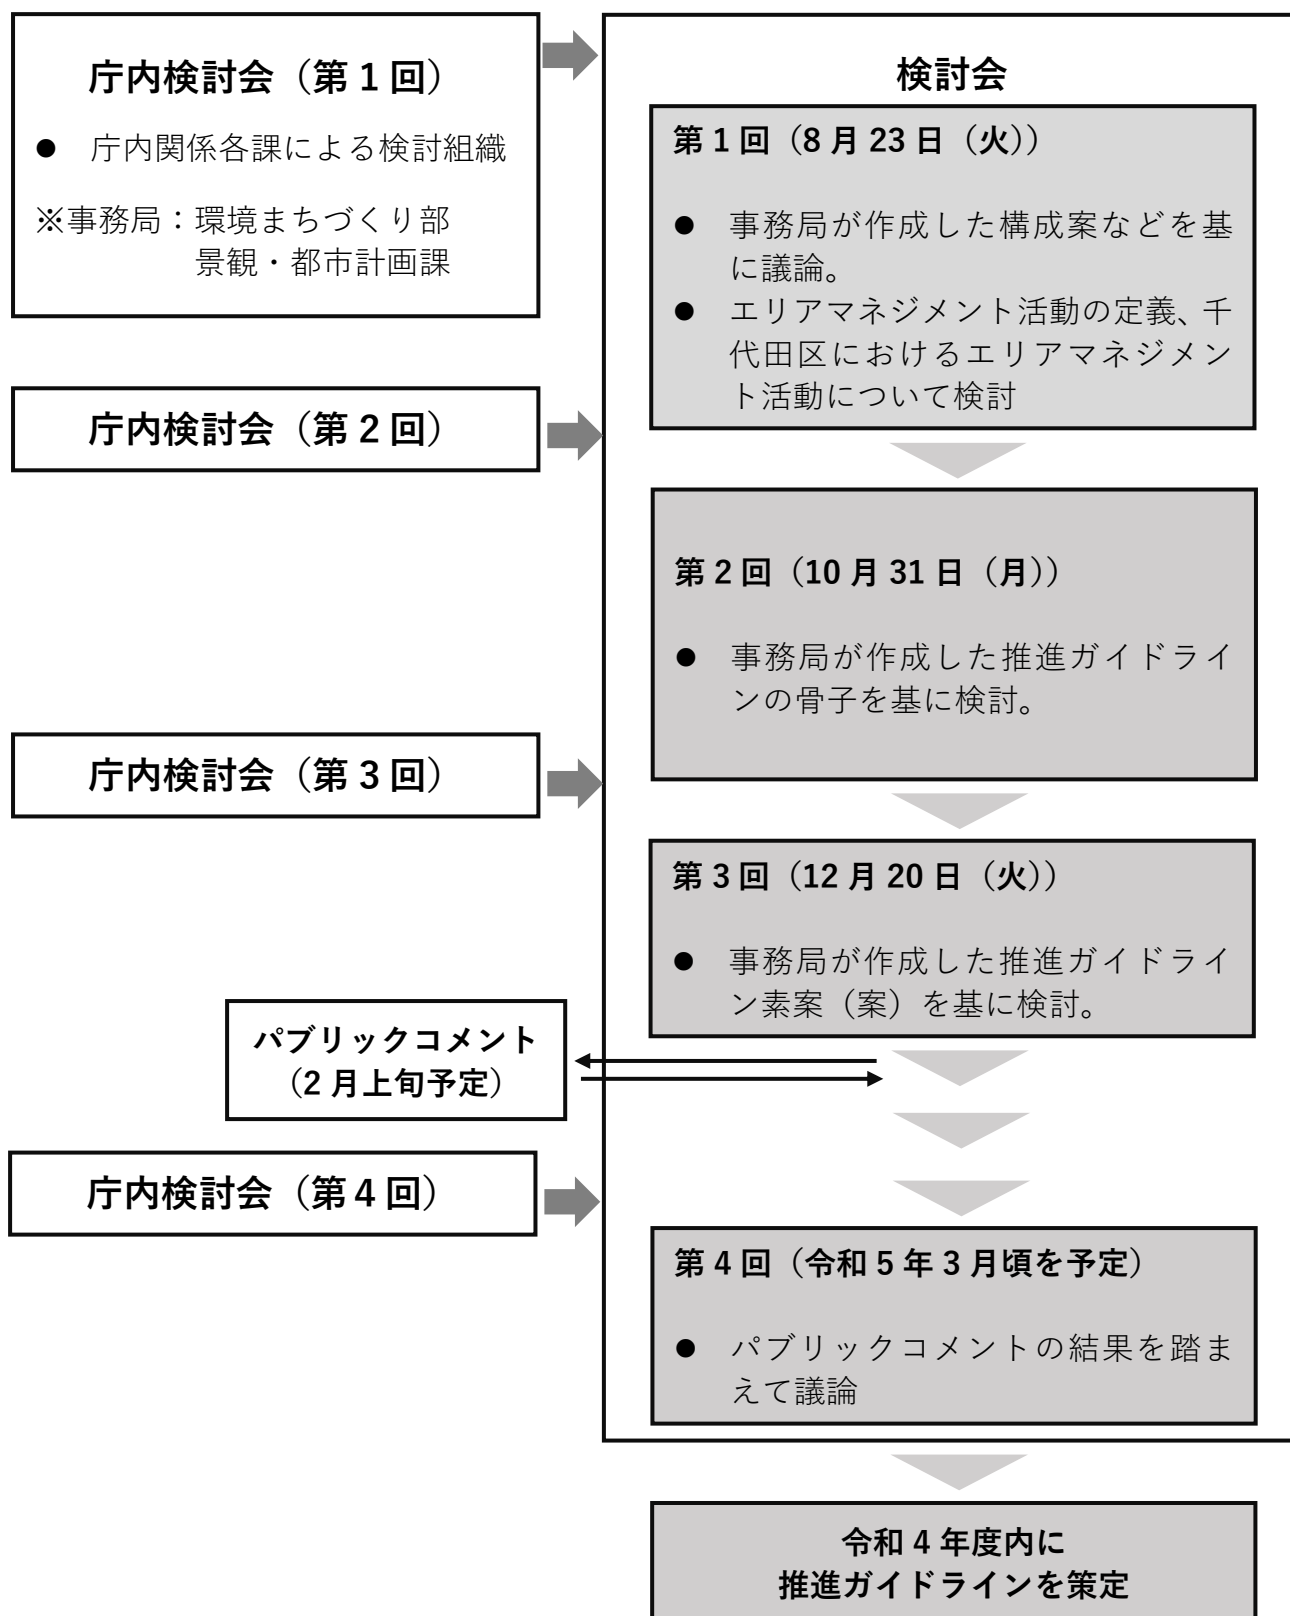 庁内検討会（第１回）
● 庁内関係各課による検討組織
※事務局：環境まちづくり部
景観・都市計画課
検討会
第１回（8 月 23 日（火））
● 事務局が作成した構成案などを基
に議論。
● エリアマネジメント活動の定義、千
代田区におけるエリアマネジメン
ト活動について検討
庁内検討会（第２回）
第２回（10 月 31 日（月））
● 事務局が作成した推進ガイドライ
ンの骨子を基に検討。
庁内検討会（第３回）
第３回（12 月 20 日（火））
● 事務局が作成した推進ガイドライ
ン素案（案）を基に検討。
パブリックコメント
（2 月上旬予定）
庁内検討会（第４回）
第４回（令和５年３月頃を予定）
● パブリックコメントの結果を踏ま
えて議論
令和４年度内に
推進ガイドラインを策定